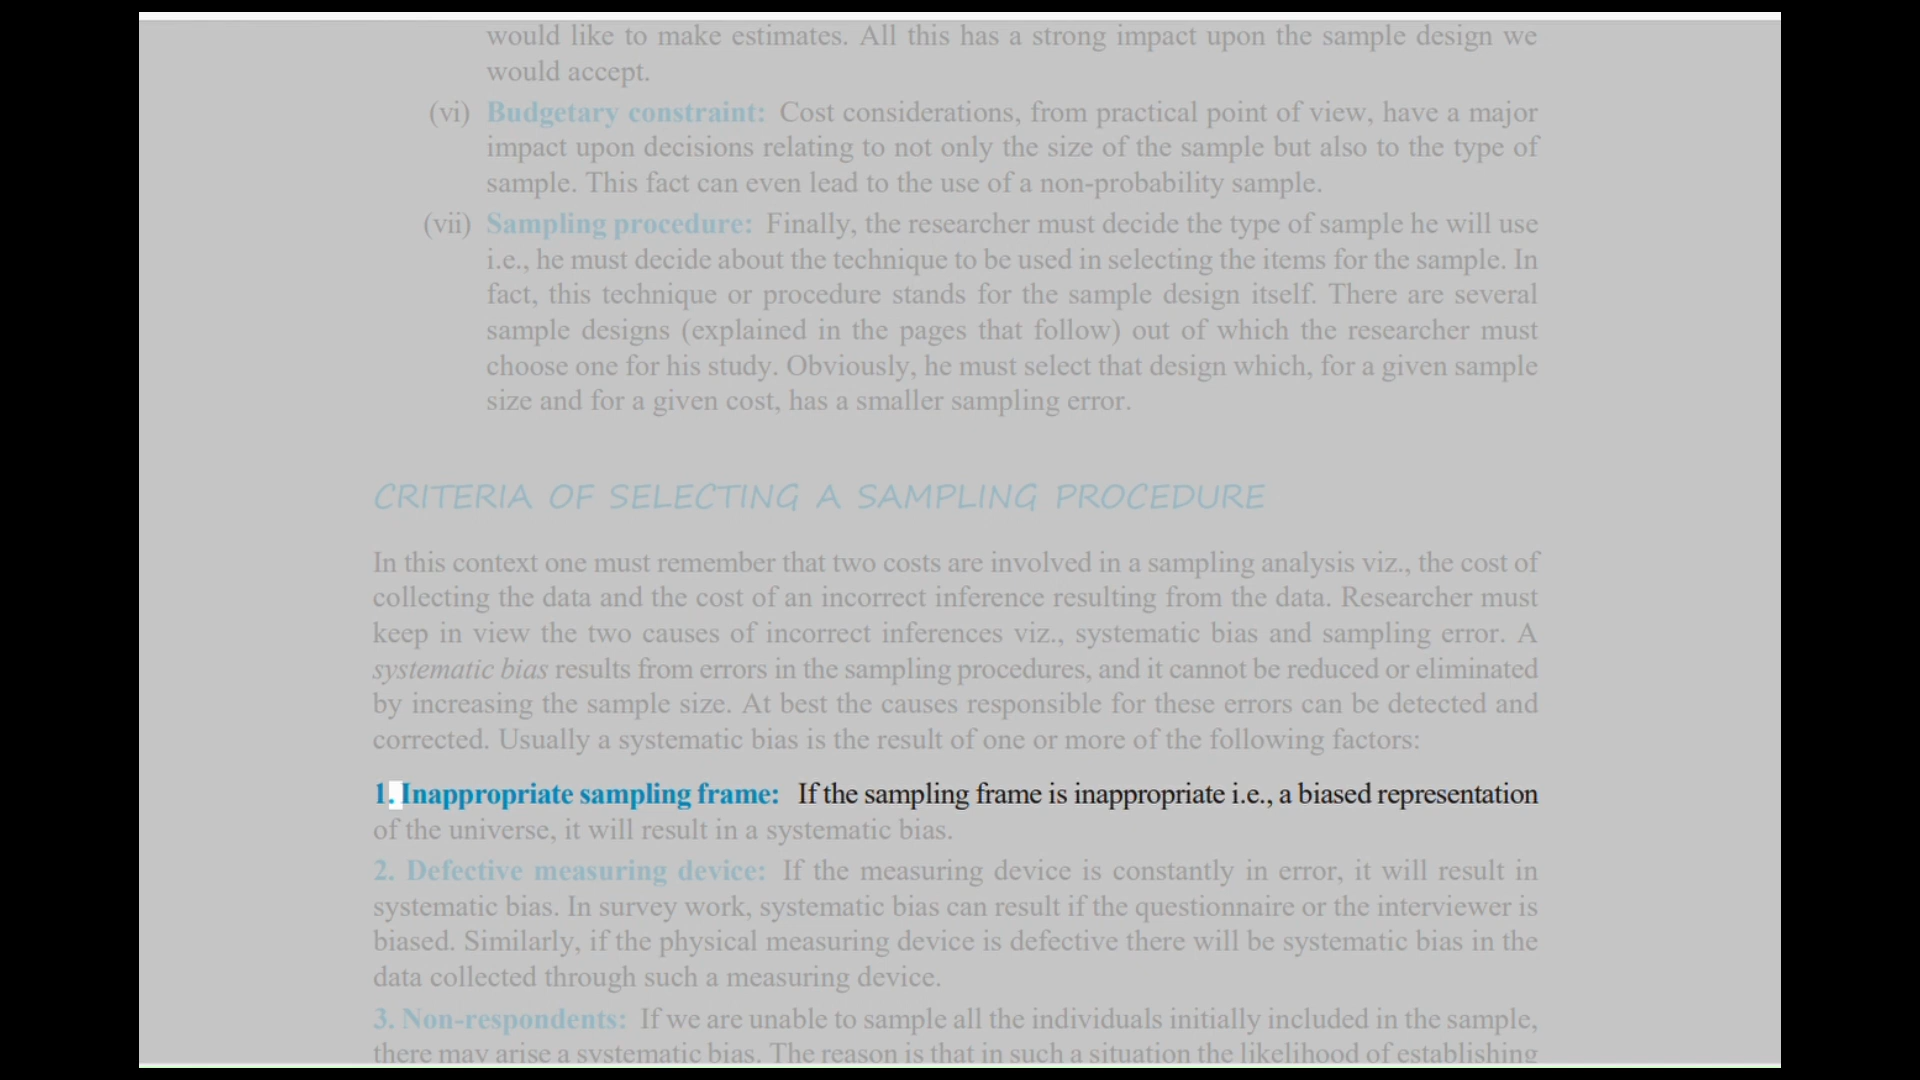 would like to make estimates. All this has a strong impact upon the sample design we
would accept.
(vi) Budgetary constraint: Cost considerations, from practical point of view, have a major
impact upon decisions relating to not only the size of the sample but also to the type of
sample. This fact can even lead to the use of a non-probability sample.
(vii) Sampling procedure: Finally, the researcher must decide the type of sample he will use
i.e., he must decide about the technique to be used in selecting the items for the sample. In
fact, this technique or procedure stands for the sample design itself. There are several
sample designs (explained in the pages that follow) out of which the researcher must
choose one for his study. Obviously, he must select that design which, for a given sample
size and for a given cost, has a smaller sampling error.
CRITERIA OF SELECTING A SAMPLING PROCEDURE
In this context one must remember that two costs are involved in a sampling analysis viz., the cost of
collecting the data and the cost of an incorrect inference resulting from the data. Researcher must
keep in view the two causes of incorrect inferences viz., systematic bias and sampling error. A
systematic bias results from errors in the sampling procedures, and it cannot be reduced or eliminated
by increasing the sample size. At best the causes responsible for these errors can be detected and
corrected. Usually a systematic bias is the result of one or more of the following factors:
1. Inappropriate sampling frame: If the sampling frame is inappropriate i.e., a biased representation
of the universe, it will result in a systematic bias.
2. Defective measuring device: If the measuring device is constantly in error, it will result in
systematic bias. In survey work, systematic bias can result if the questionnaire or the interviewer is
biased. Similarly, if the physical measuring device is defective there will be systematic bias in the
data collected through such a measuring device.
3. Non-respondents: If we are unable to sample all the individuals initially included in the sample,
there may arise a systematic bias. The reason is that in such a situation the likelihood of establishing